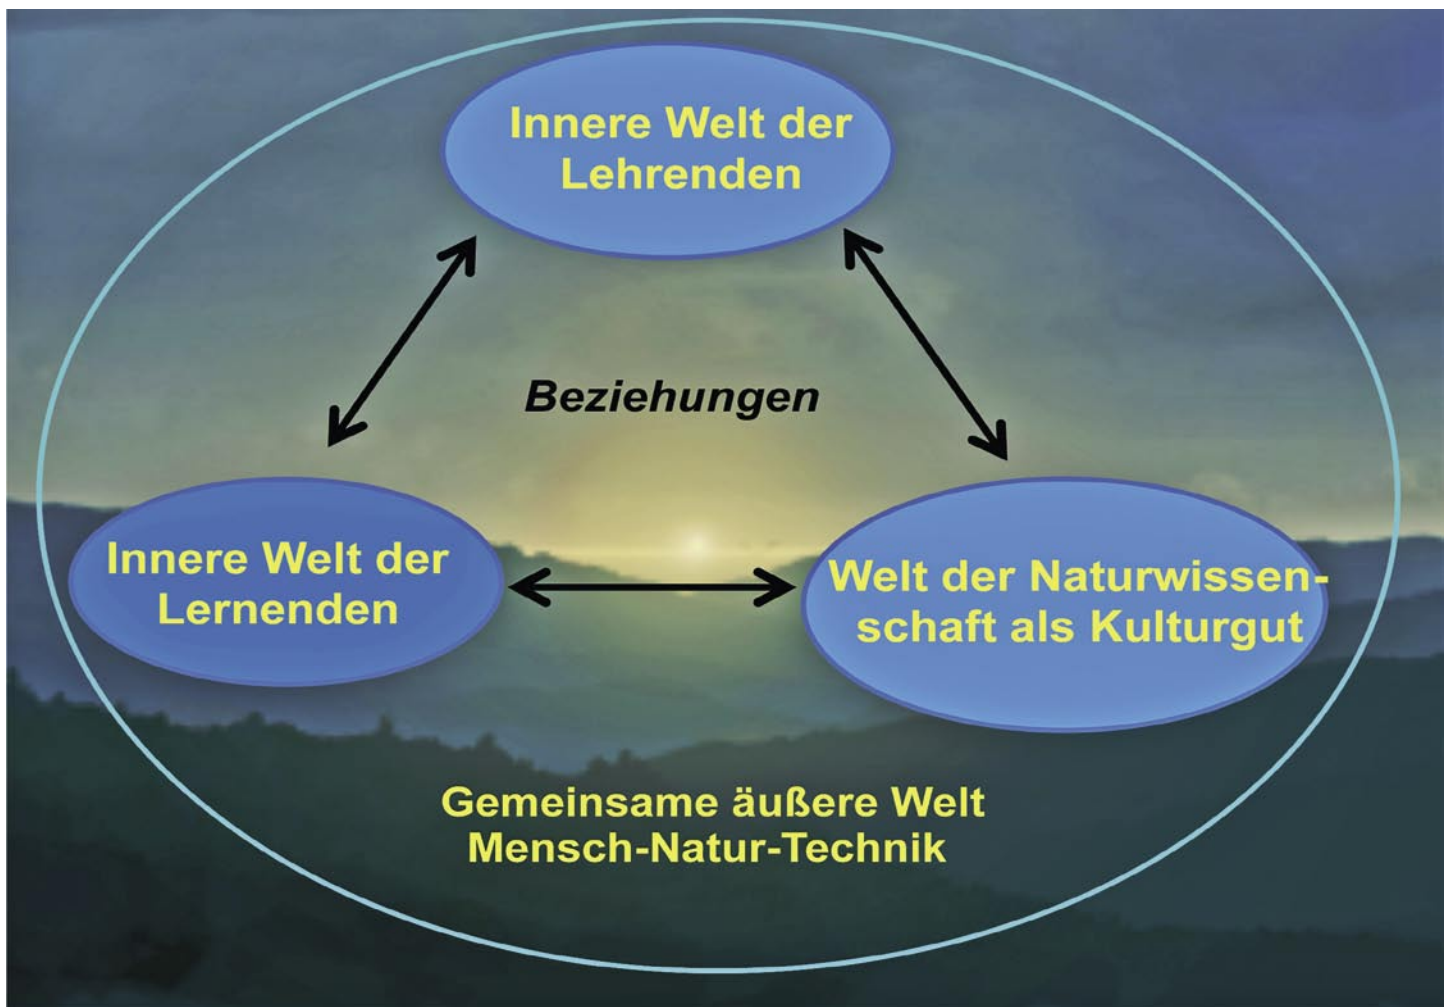 Innere Welt der
Lehrenden
Beziehungen
Innere Welt der
Lernenden
Welt der Naturwissen-
schaft als Kulturgut
Gemeinsame äußere Welt
Mensch-Natur-Technik